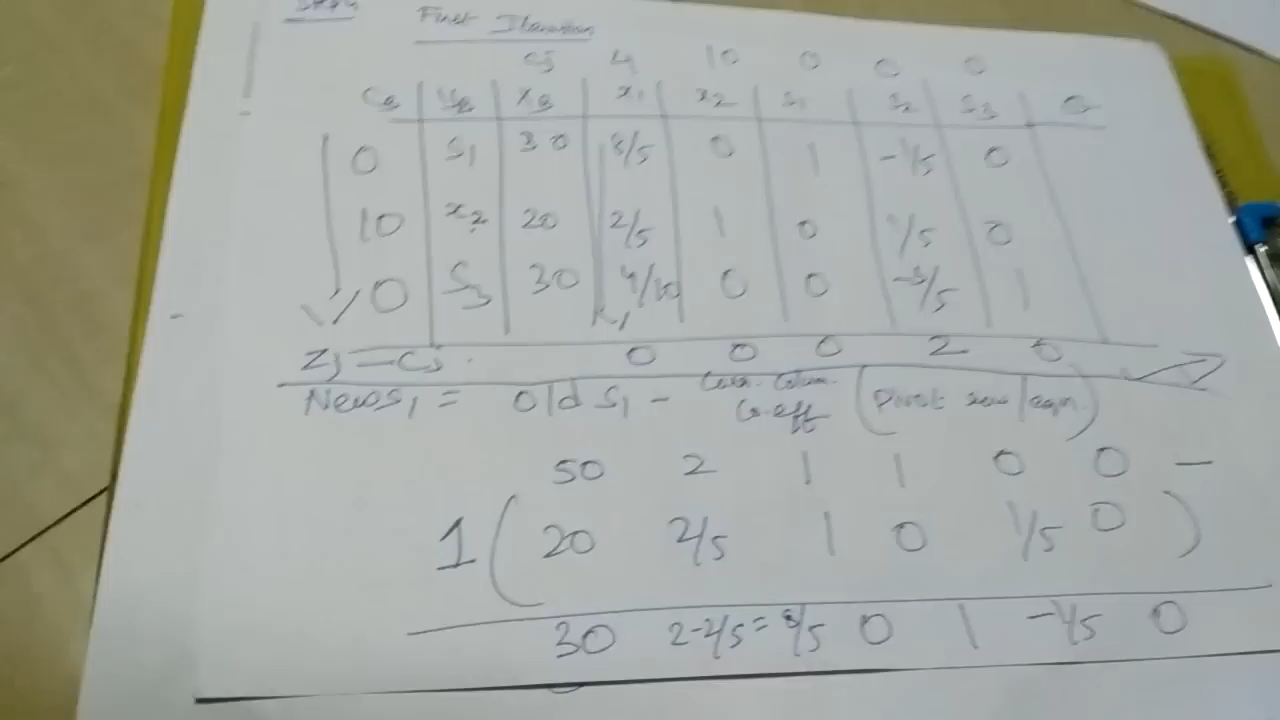 First Iteration
Cj 4 10 0 0 0
CB YB XB x1 x2 s1 s2 s3 θ
0 S1 30 8/5 0 1 -1/5 0
10 x2 20 2/5 1 0 1/5 0
0 S3 30 0 0 -3/5 1
Zj - Cj 0 0 0 2 0
New S1 = Old S1 - Colum. Co-eff (Pivot row/eqn.)
50 2 1 1 0 0 -
1 ( 20 2/5 1 0 1/5 0 )
30 2-2/5 = 8/5 0 1 -1/5 0